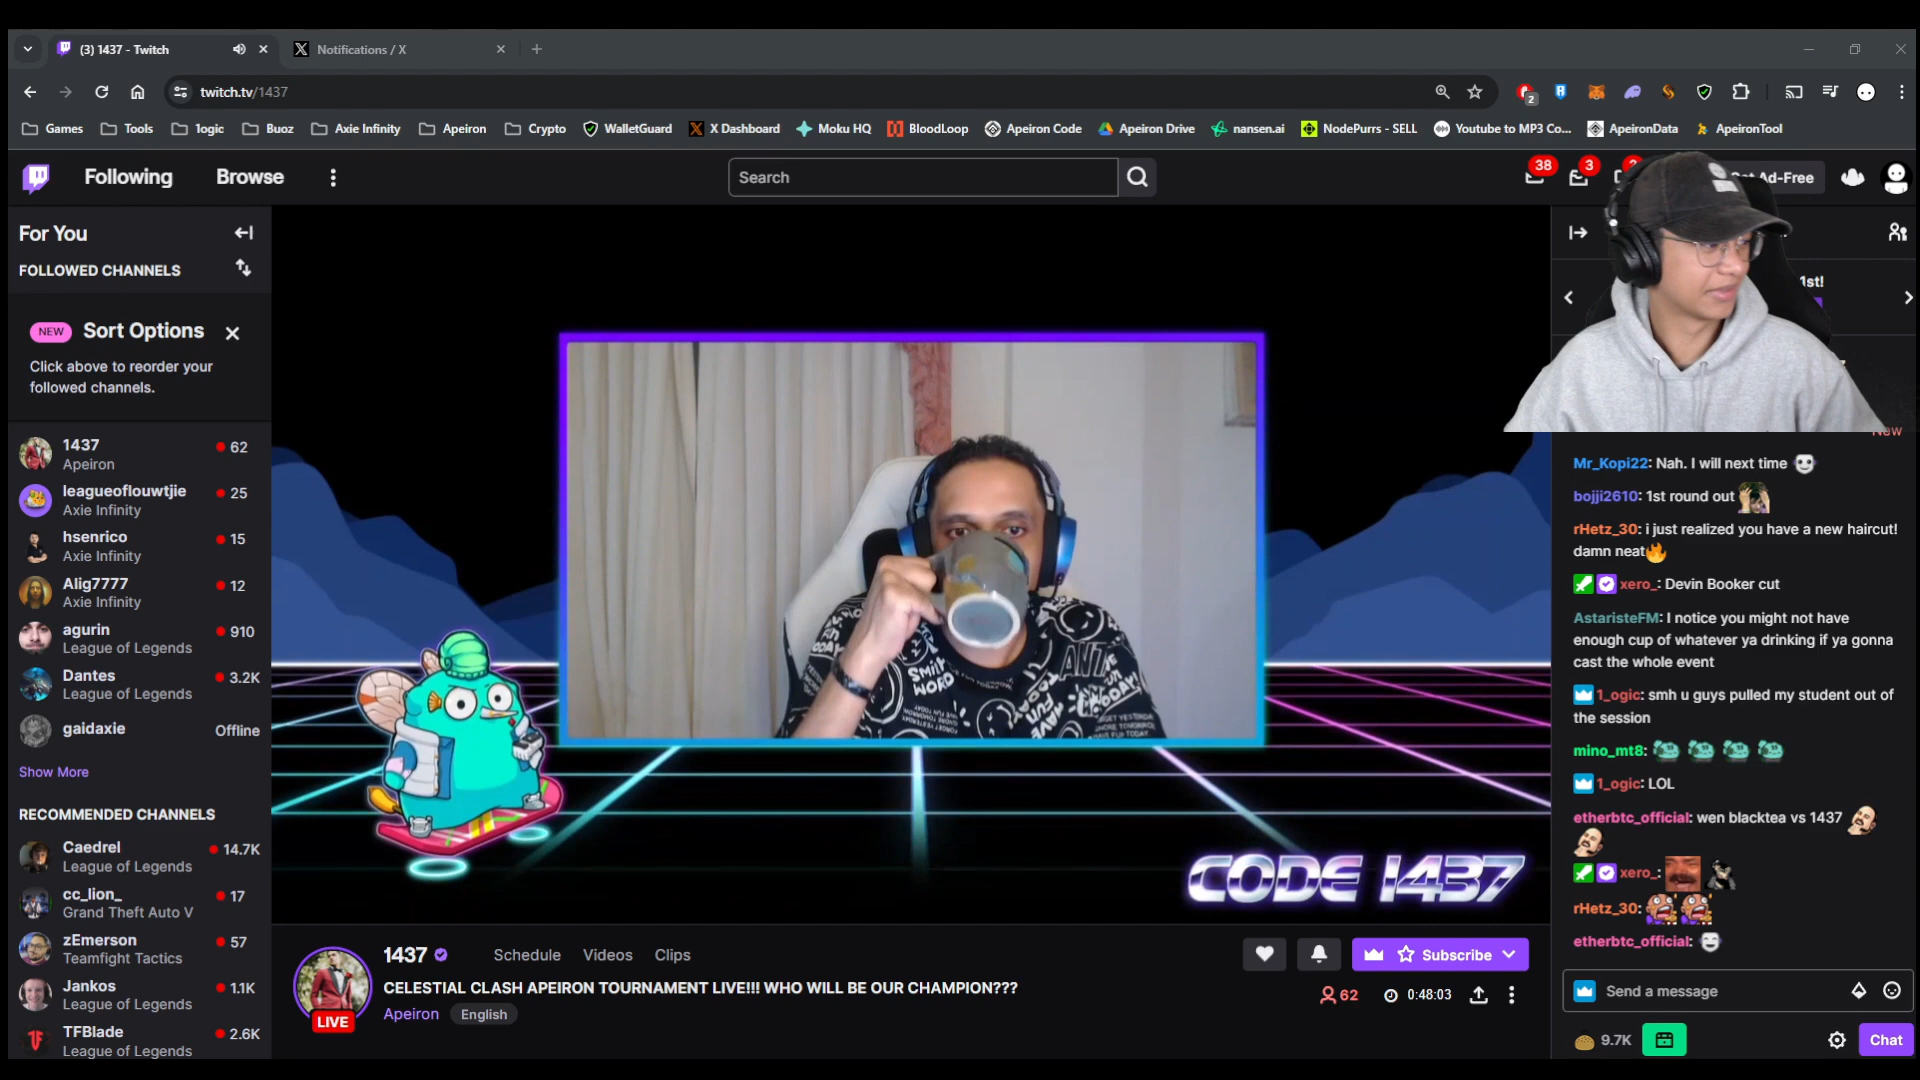 (3) 1437 - Twitch
Notifications / X
twitch.tv/1437
2
Games
Tools
1ogic
Buoz
Axie Infinity
Apeiron
Crypto
WalletGuard
X Dashboard
Moku HQ
BloodLoop
Apeiron Code
Apeiron Drive
nansen.ai
NodePurrs - SELL
Youtube to MP3 Co...
ApeironData
ApeironTool
Following
Browse
Search
38
3
Ad-Free
For You
FOLLOWED CHANNELS
NEW
Sort Options
Click above to reorder your
followed channels.
1437
62
Apeiron
leagueoflouwtjie
25
Axie Infinity
hsenrico
15
Axie Infinity
Alig7777
12
Axie Infinity
agurin
910
League of Legends
Dantes
3.2K
League of Legends
gaidaxie
Offline
Show More
RECOMMENDED CHANNELS
Caedrel
14.7K
League of Legends
cc_lion_
17
Grand Theft Auto V
zEmerson
57
Teamfight Tactics
Jankos
1.1K
League of Legends
TFBlade
2.6K
League of Legends
SMILE
WORD
CODE 1437
1437
Schedule
Videos
Clips
Subscribe
CELESTIAL CLASH APEIRON TOURNAMENT LIVE!!! WHO WILL BE OUR CHAMPION???
LIVE
Apeiron
English
62
0:48:03
1st!
New
Mr_Kopi22: Nah. I will next time
bojji2610: 1st round out
rHetz_30: i just realized you have a new haircut!
damn neat
xero_: Devin Booker cut
AstaristeFM: I notice you might not have
enough cup of whatever ya drinking if ya gonna
cast the whole event
1_ogic: smh u guys pulled my student out of
the session
mino_mt8:
1_ogic: LOL
etherbtc_official: wen blacktea vs 1437
xero_:
rHetz_30:
etherbtc_official:
Send a message
9.7K
Chat